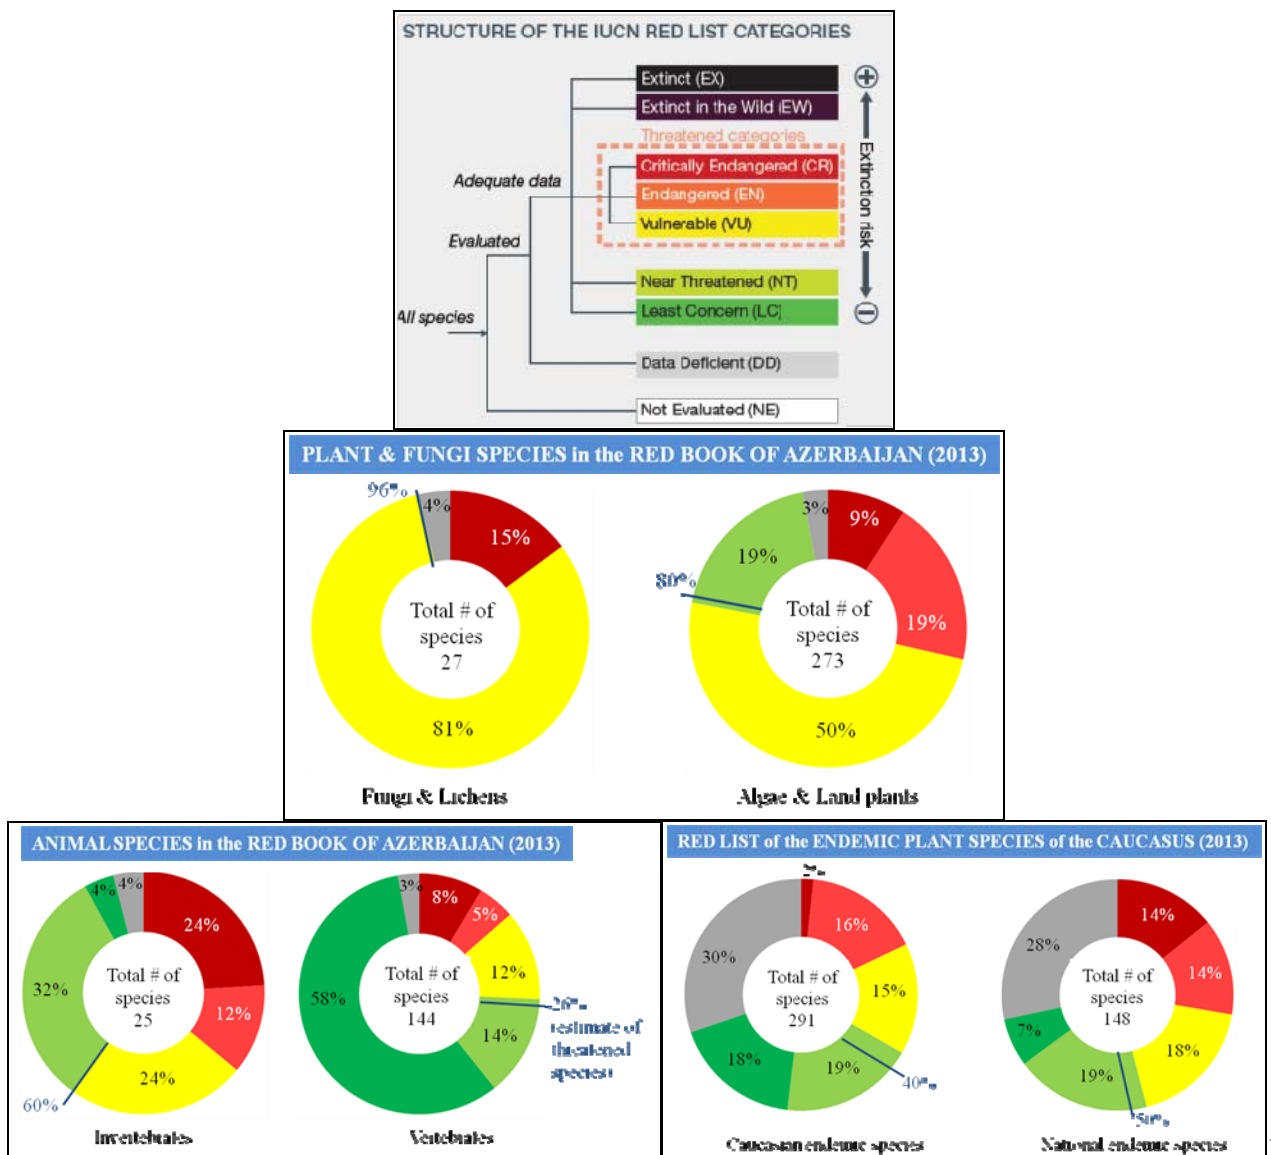 STRUCTURE OF THE IUCN RED LIST CATEGORIES
Extinct (EX)
Extinct in the Wild (EW)
Threatened categories
Critically Endangered (CR)
Adequate data
Endangered (EN)
Vulnerable (VU)
Evaluated
Extinction risk
Near Threatened (NT)
Least Concern (LC)
All species
Data Deficient (DD)
Not Evaluated (NE)
PLANT & FUNGI SPECIES in the RED BOOK OF AZERBAIJAN (2013)
96%
4%
15%
Total # of
species
27
81%
Fungi & Lichens
3%
9%
19%
80%
19%
Total # of
species
273
50%
Algae & Land plants
ANIMAL SPECIES in the RED BOOK OF AZERBAIJAN (2013)
4%
4%
24%
32%
Total # of
species
25
12%
24%
60%
Invertebrates
3%
8%
5%
12%
58%
Total # of
species
144
26%
(estimate of
threatened
species)
14%
Vertebrates
RED LIST of the ENDEMIC PLANT SPECIES of the CAUCASUS (2013)
2%
16%
30%
Total # of
species
291
15%
18%
19%
40%
Caucasian endemic species
14%
28%
14%
Total # of
species
148
7%
18%
19%
50%
National endemic species